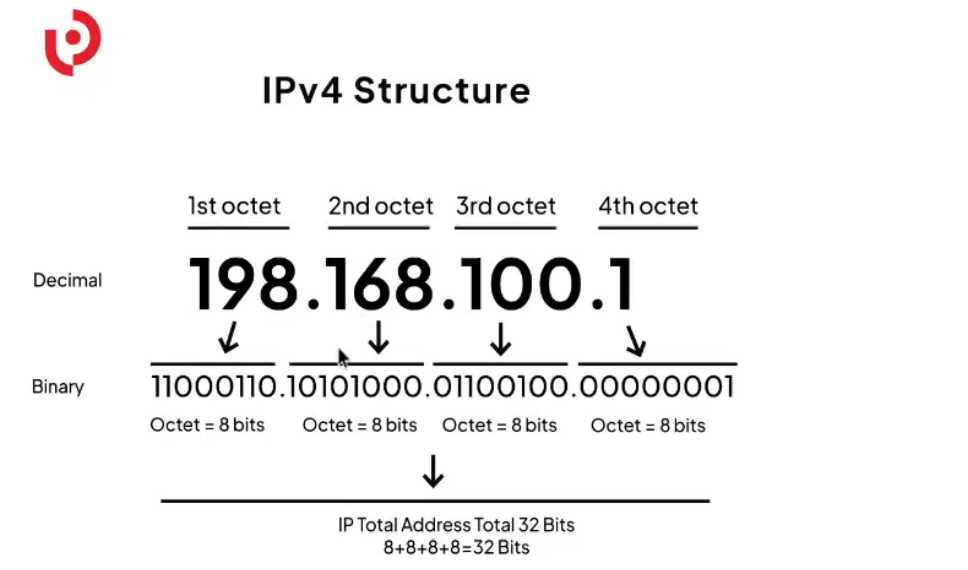 IPv4 Structure
1st octet 2nd octet 3rd octet 4th octet
Decimal 198.168.100.1
Binary 11000110.10101000.01100100.00000001
Octet = 8 bits Octet = 8 bits Octet = 8 bits Octet = 8 bits
IP Total Address Total 32 Bits
8+8+8+8=32 Bits